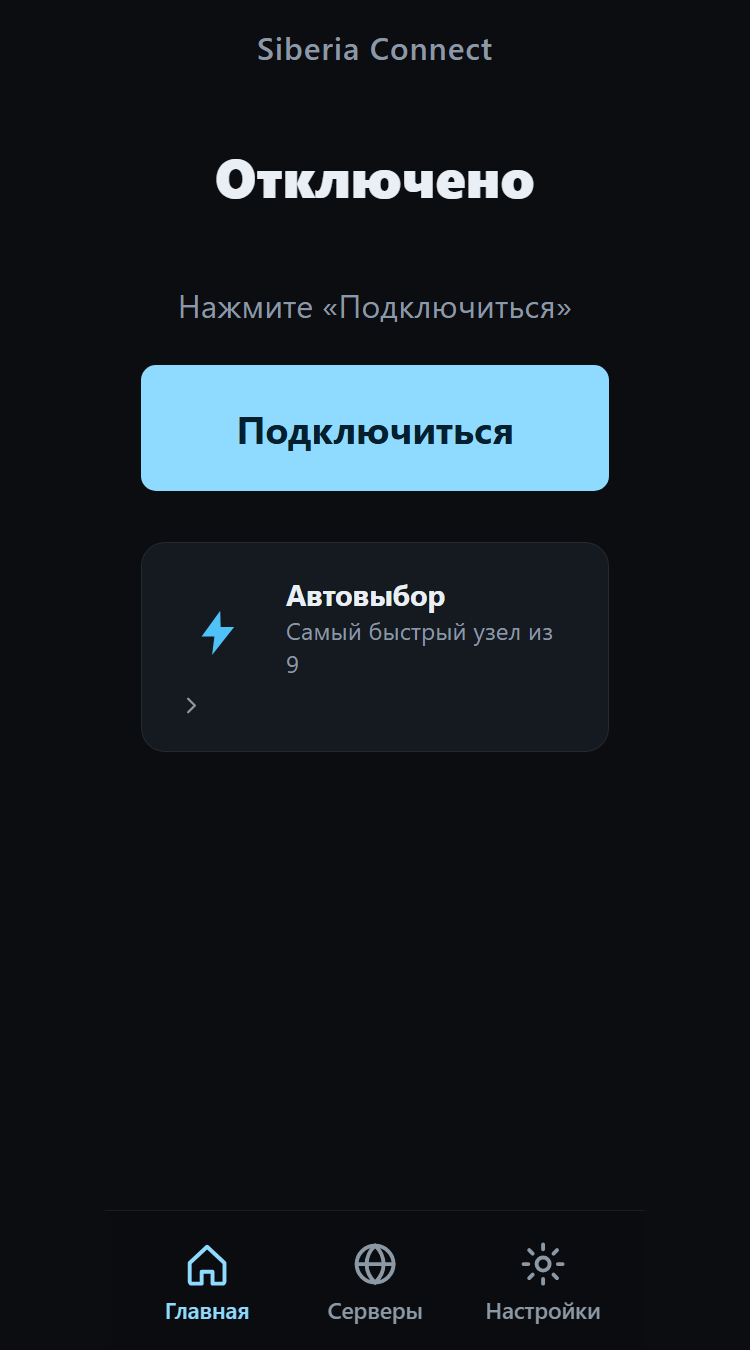 Siberia Connect
Отключено
Нажмите «Подключиться»
Подключиться
Автовыбор
Самый быстрый узел из
9
Главная
Серверы
Настройки